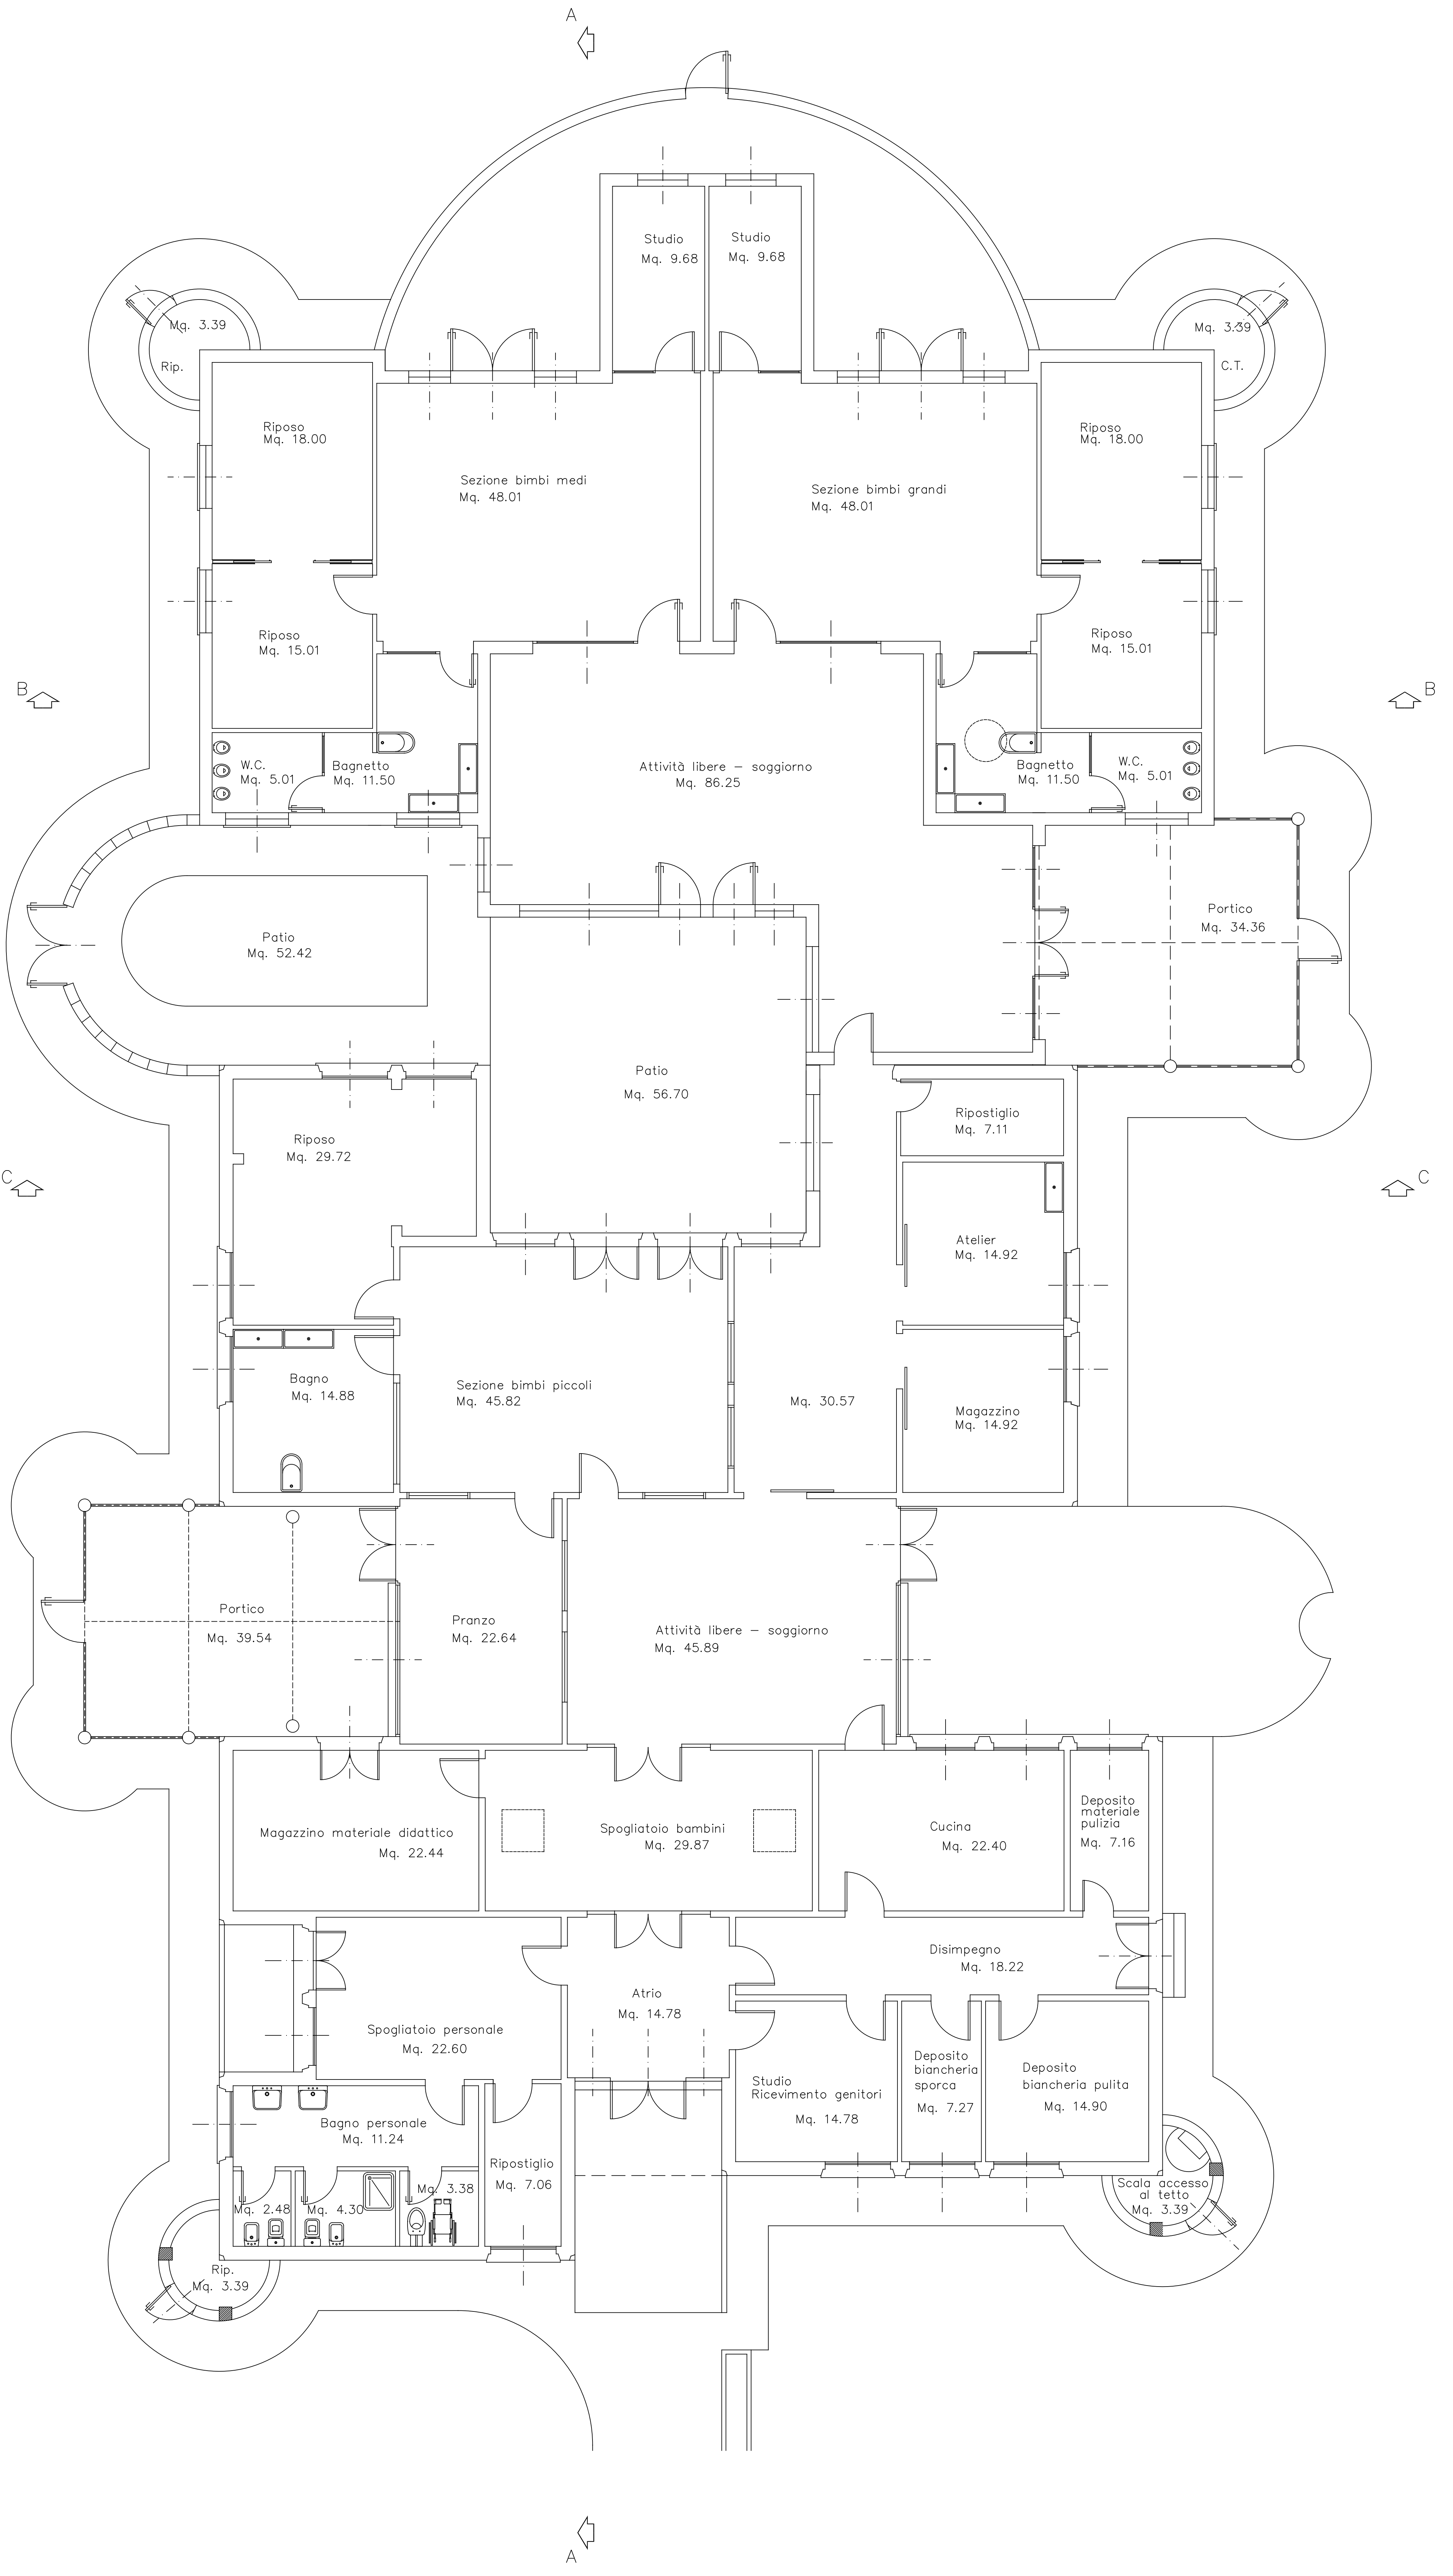 A
Studio
Mq. 9.68
Studio
Mq. 9.68
Mq. 3.39
Rip.
Mq. 3.39
C.T.
Riposo
Mq. 18.00
Riposo
Mq. 18.00
Sezione bimbi medi
Mq. 48.01
Sezione bimbi grandi
Mq. 48.01
Riposo
Mq. 15.01
Riposo
Mq. 15.01
B
B
W.C.
Mq. 5.01
Bagnetto
Mq. 11.50
Attività libere – soggiorno
Mq. 86.25
Bagnetto
Mq. 11.50
W.C.
Mq. 5.01
Patio
Mq. 52.42
Portico
Mq. 34.36
Patio
Mq. 56.70
Riposo
Mq. 29.72
Ripostiglio
Mq. 7.11
C
C
Atelier
Mq. 14.92
Bagno
Mq. 14.88
Sezione bimbi piccoli
Mq. 45.82
Mq. 30.57
Magazzino
Mq. 14.92
Portico
Mq. 39.54
Pranzo
Mq. 22.64
Attività libere – soggiorno
Mq. 45.89
Magazzino materiale didattico
Mq. 22.44
Spogliatoio bambini
Mq. 29.87
Cucina
Mq. 22.40
Deposito
materiale
pulizia
Mq. 7.16
Disimpegno
Mq. 18.22
Atrio
Mq. 14.78
Spogliatoio personale
Mq. 22.60
Studio
Ricevimento genitori
Mq. 14.78
Deposito
biancheria
sporca
Mq. 7.27
Deposito
biancheria pulita
Mq. 14.90
Bagno personale
Mq. 11.24
Ripostiglio
Mq. 7.06
Mq. 2.48
Mq. 4.30
Mq. 3.38
Scala accesso
al tetto
Mq. 3.39
Rip.
Mq. 3.39
A